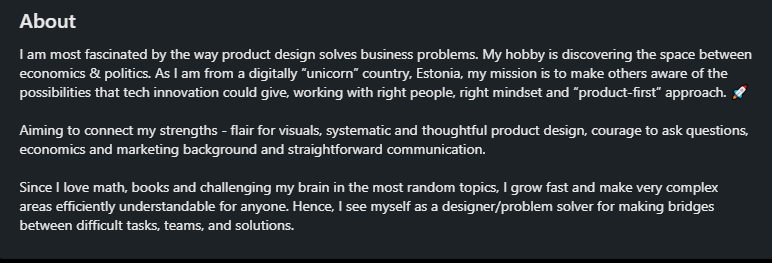 About
I am most fascinated by the way product design solves business problems. My hobby is discovering the space between
economics & politics. As I am from a digitally “unicorn” country, Estonia, my mission is to make others aware of the
possibilities that tech innovation could give, working with right people, right mindset and “product-first” approach. 🚀
Aiming to connect my strengths - flair for visuals, systematic and thoughtful product design, courage to ask questions,
economics and marketing background and straightforward communication.
Since I love math, books and challenging my brain in the most random topics, I grow fast and make very complex
areas efficiently understandable for anyone. Hence, I see myself as a designer/problem solver for making bridges
between difficult tasks, teams, and solutions.